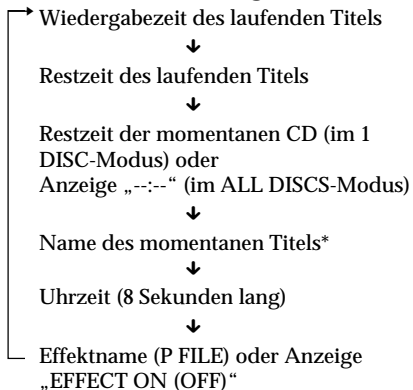 Wiedergabezeit des laufenden Titels
Restzeit des laufenden Titels
Restzeit der momentanen CD (im 1
DISC-Modus) oder
Anzeige „--:--“ (im ALL DISCS-Modus)
Name des momentanen Titels*
Uhrzeit (8 Sekunden lang)
Effektname (P FILE) oder Anzeige
„EFFECT ON (OFF)“